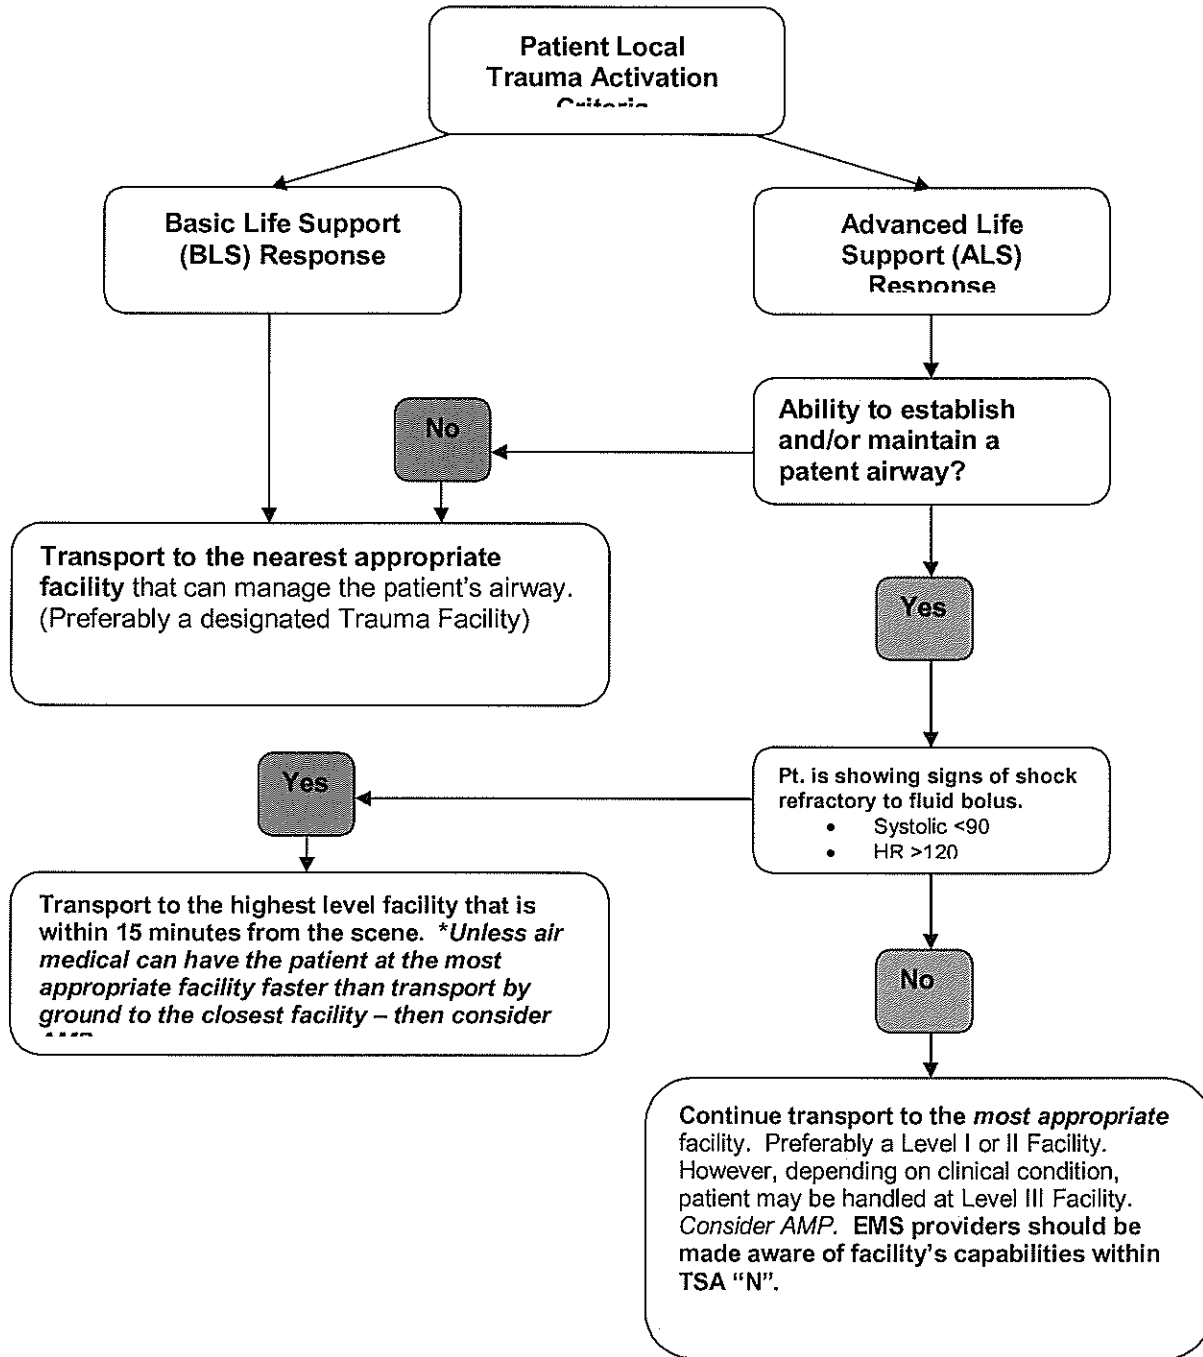 Patient Local
Trauma Activation
Criteria
Basic Life Support
(BLS) Response
Advanced Life
Support (ALS)
Response
No
Ability to establish
and/or maintain a
patent airway?
Transport to the nearest appropriate
facility that can manage the patient's airway.
(Preferably a designated Trauma Facility)
Yes
Yes
Pt. is showing signs of shock
refractory to fluid bolus.
• Systolic <90
• HR >120
Transport to the highest level facility that is
within 15 minutes from the scene. *Unless air
medical can have the patient at the most
appropriate facility faster than transport by
ground to the closest facility – then consider
AMP
No
Continue transport to the most appropriate
facility. Preferably a Level I or II Facility.
However, depending on clinical condition,
patient may be handled at Level III Facility.
Consider AMP. EMS providers should be
made aware of facility's capabilities within
TSA "N".